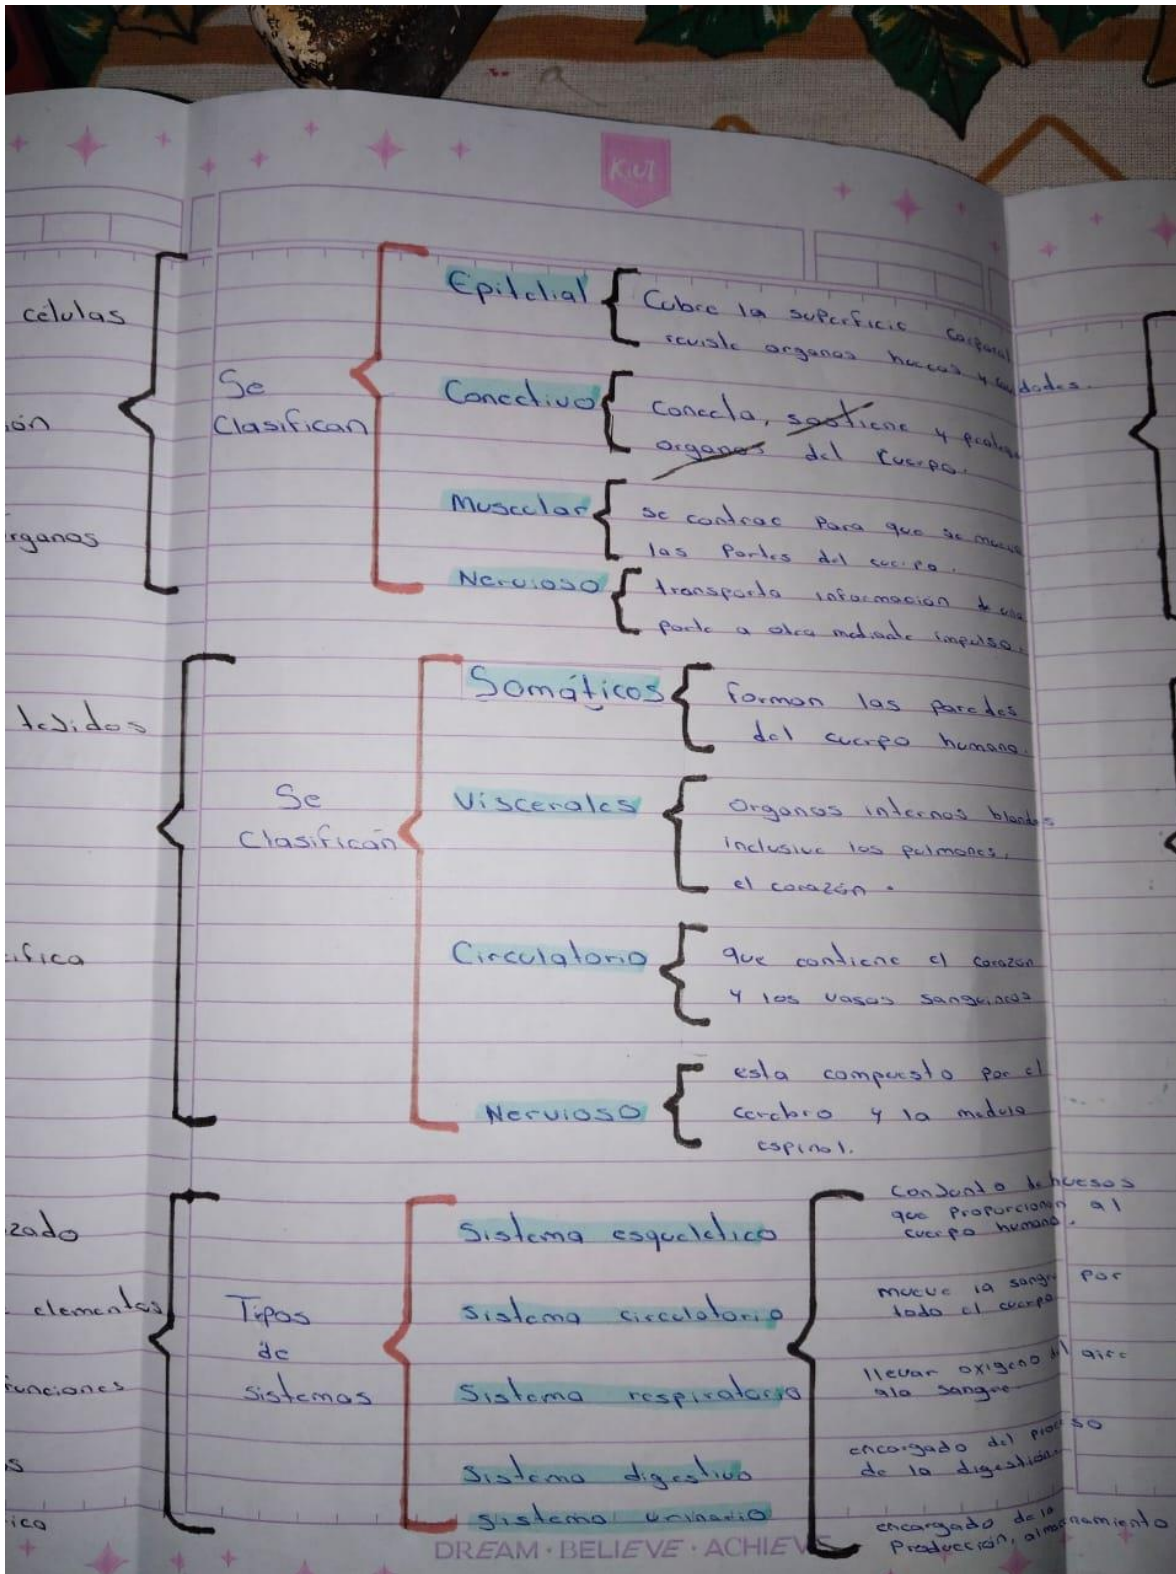 KIUT
células
ión
rganos
Se
Clasifican
Epitelial
Cubre la superficie corporal
reviste organos huecos y
dades.
Conectivo
conecta, sostiene y
organos del cuerpo.
Muscular
se contrae para que se mueva
las partes del cuerpo.
Nervioso
transporta información de una
parte a otra mediante impulso.
tejidos
ifica
Se
Clasifican
Somáticos
forman las paredes
del cuerpo humano.
Viscerales
organos internos blandos
inclusive los pulmones,
el corazón.
Circulatorio
que contiene el corazón
y los vasos sanguineos
Nervioso
esta compuesto por el
cerebro y la medula
espinal.
zado
elementos
funciones
s
ica
Tipos
de
sistemas
Sistema esqueletico
conjunto de huesos
que proporcionan al
cuerpo humano.
Sistema circulatorio
mueve la sangre por
todo el cuerpo
Sistema respiratorio
llevar oxigeno del aire
ala sangre
Sistema digestivo
encargado del proceso
de la digestión.
Sistema urinario
encargado de la
Producción, almacenamiento
DREAM · BELIEVE · ACHIEVE